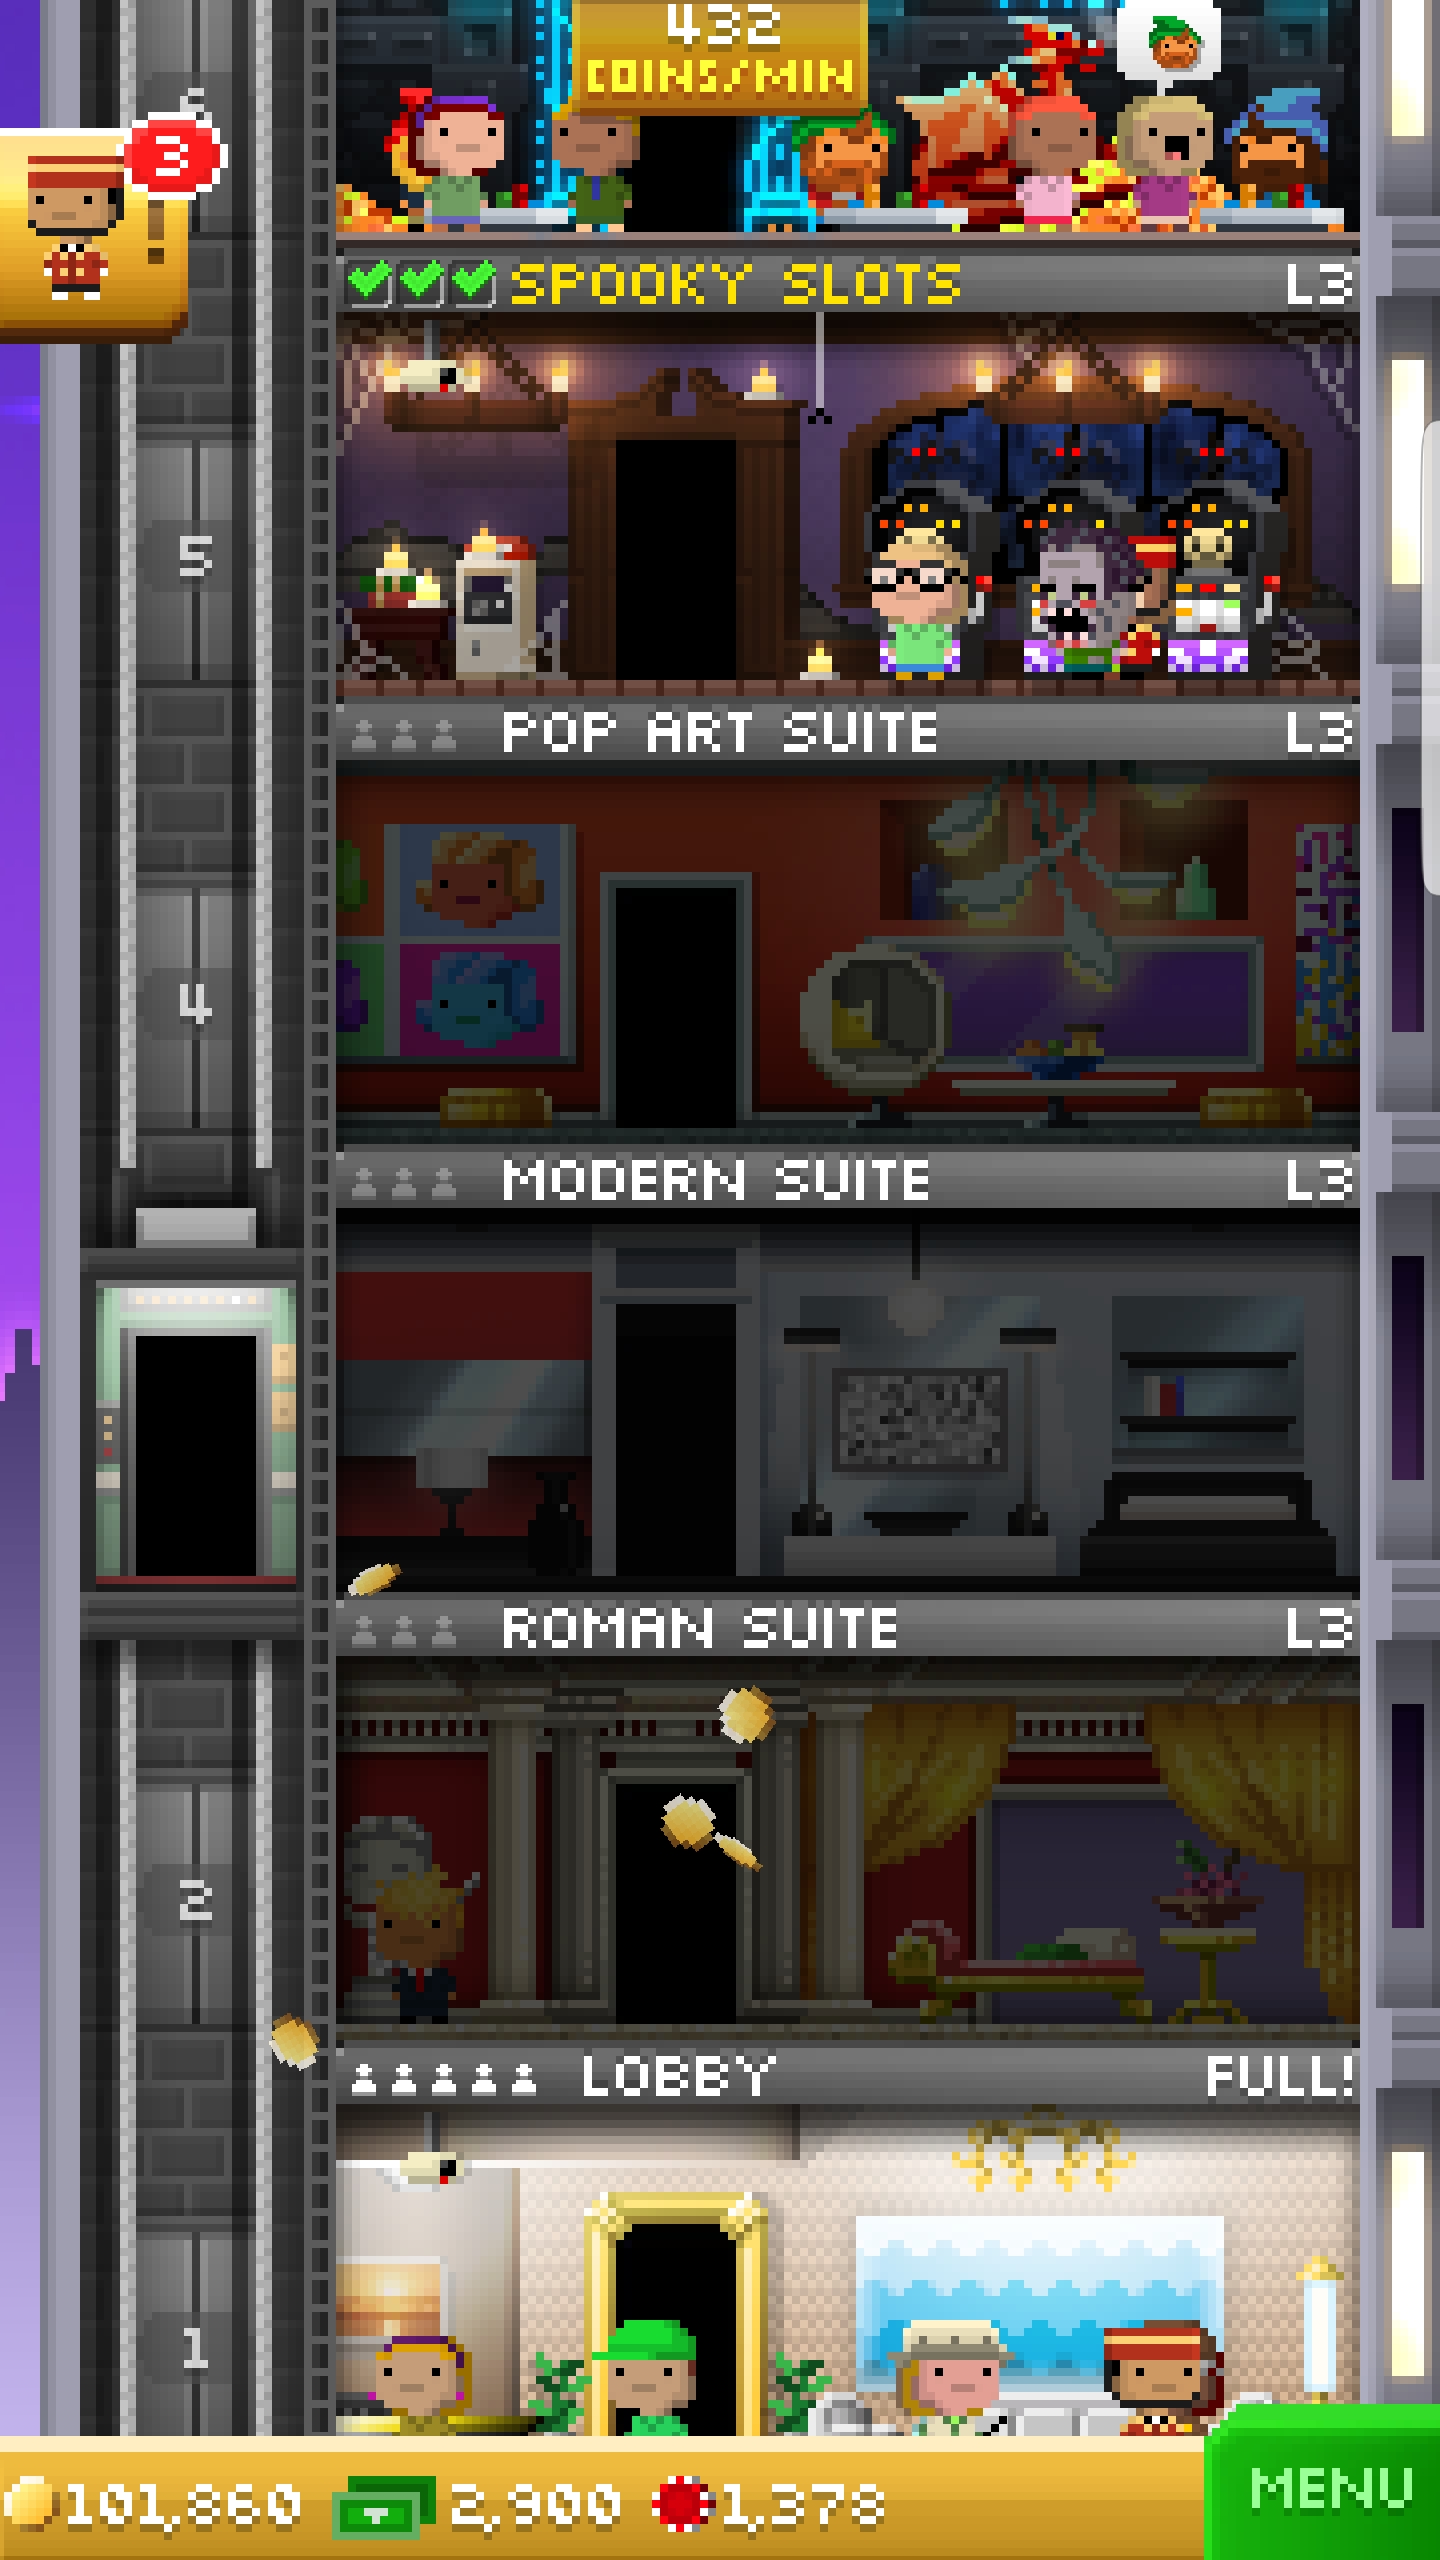 432
COINS/MIN
3
!
SPOOKY SLOTS L3
5
POP ART SUITE L3
4
MODERN SUITE L3
ROMAN SUITE L3
2
LOBBY FULL!
1
101,860 2,900 1,378
MENU